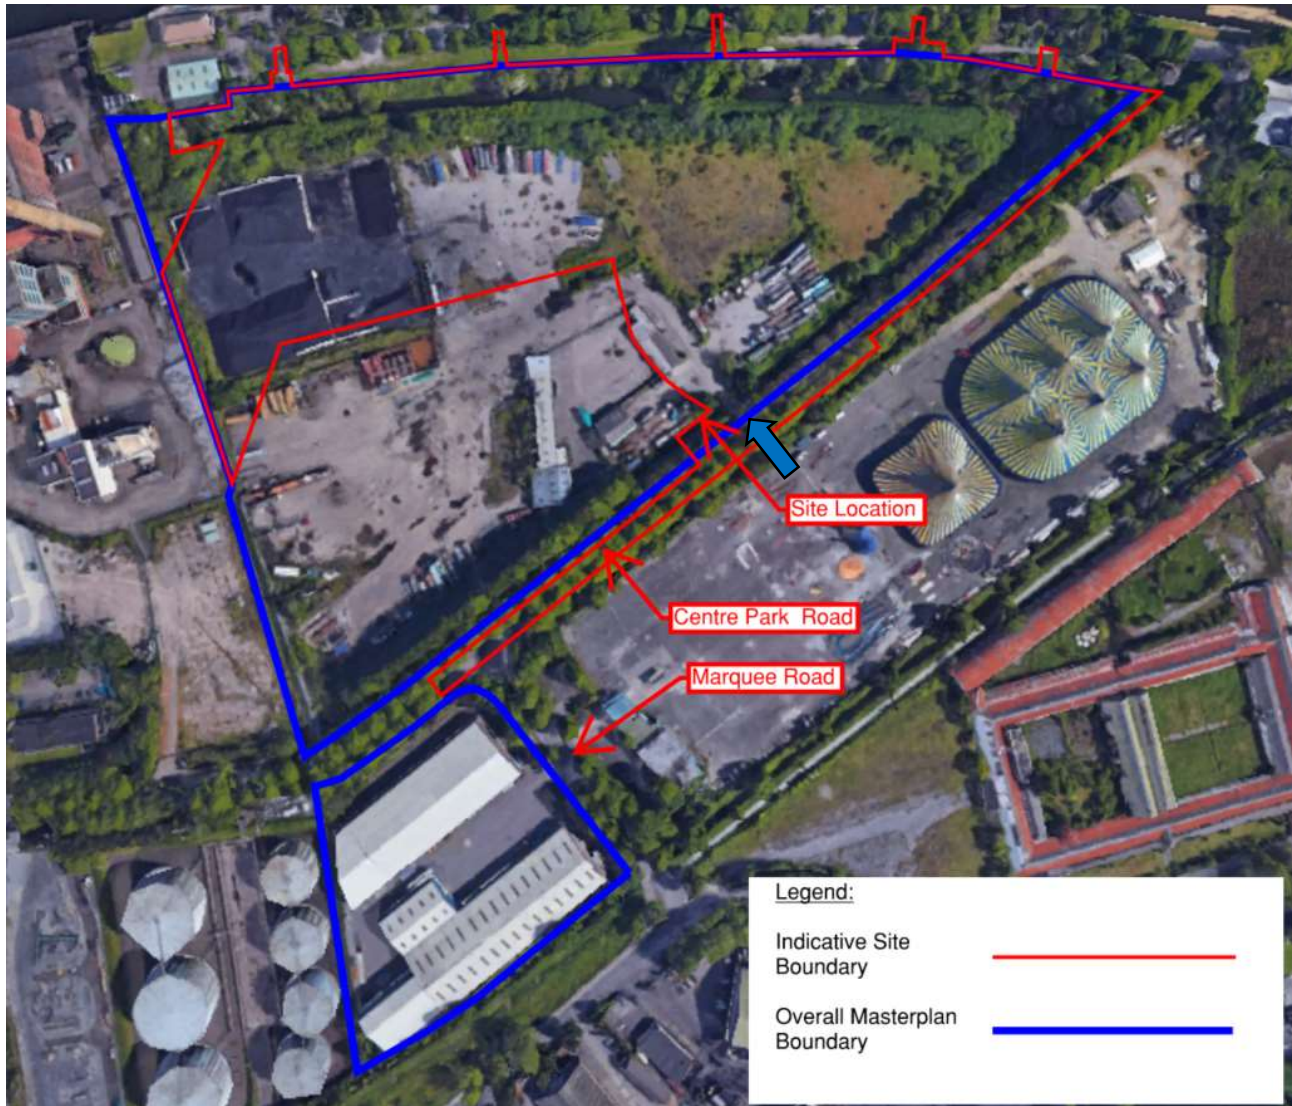 Site Location
Centre Park Road
Marquee Road
Legend:
Indicative Site
Boundary
Overall Masterplan
Boundary